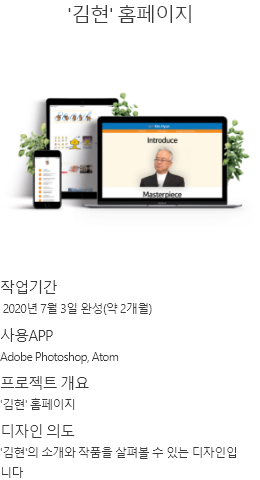 '김현' 홈페이지
Introduce
Masterpiece
작업기간
2020년 7월 3일 완성(약 2개월)
사용APP
Adobe Photoshop, Atom
프로젝트 개요
'김현' 홈페이지
디자인 의도
'김현'의 소개와 작품을 살펴볼 수 있는 디자인입
니다